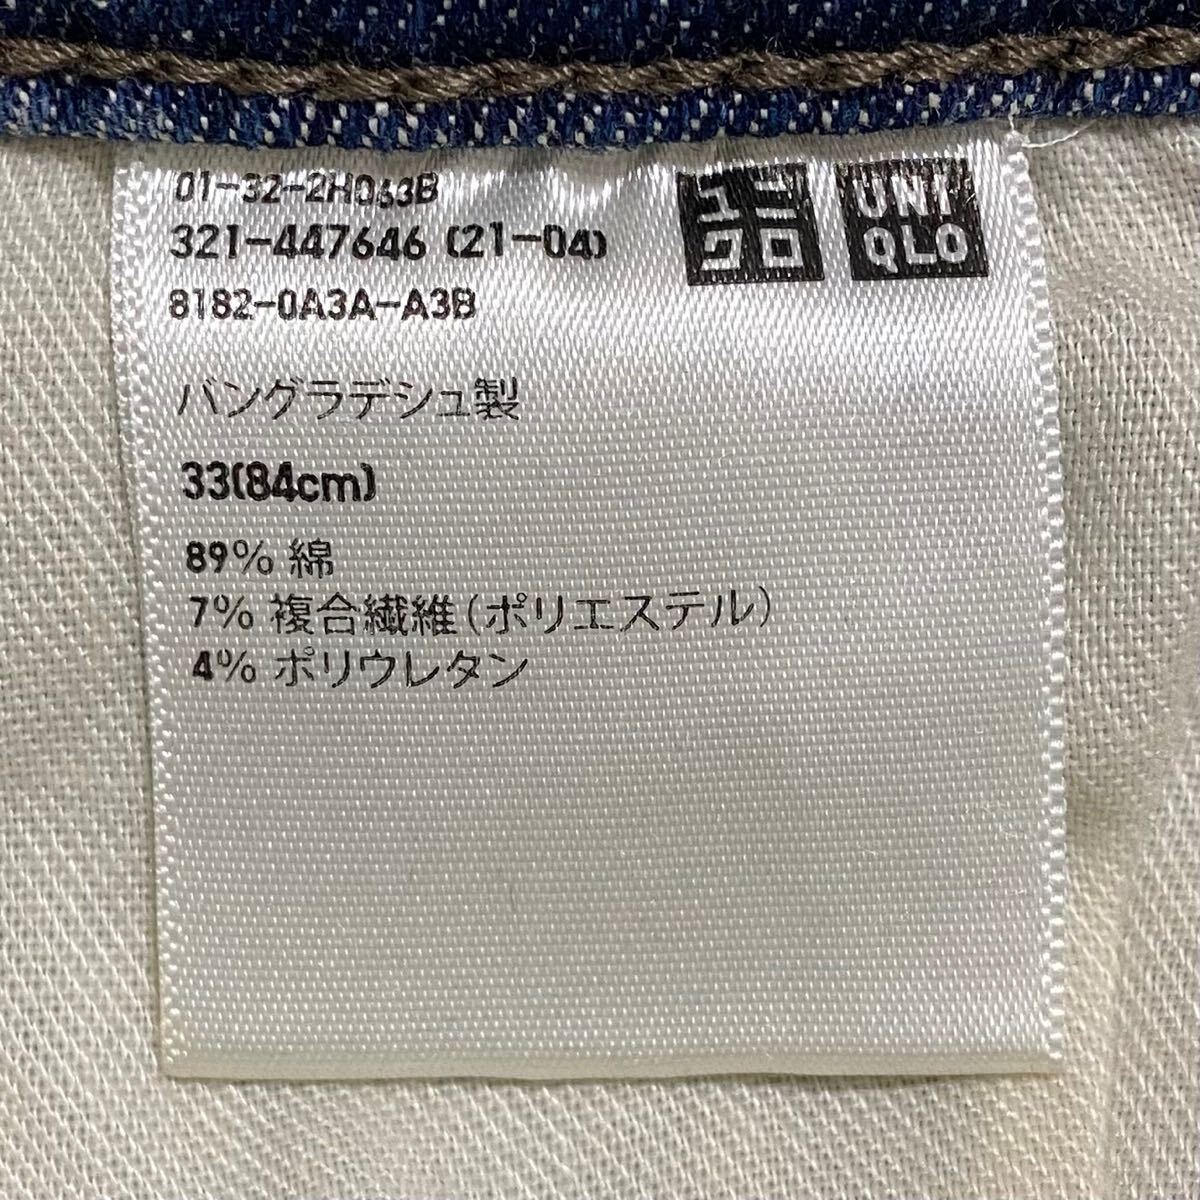 01-32-2H063B
321-447646 (21-04)
8182-0A3A-A3B
ユニ
クロ
UNI
QLO
バングラデシュ製
33(84cm)
89% 綿
7% 複合繊維(ポリエステル)
4% ポリウレタン